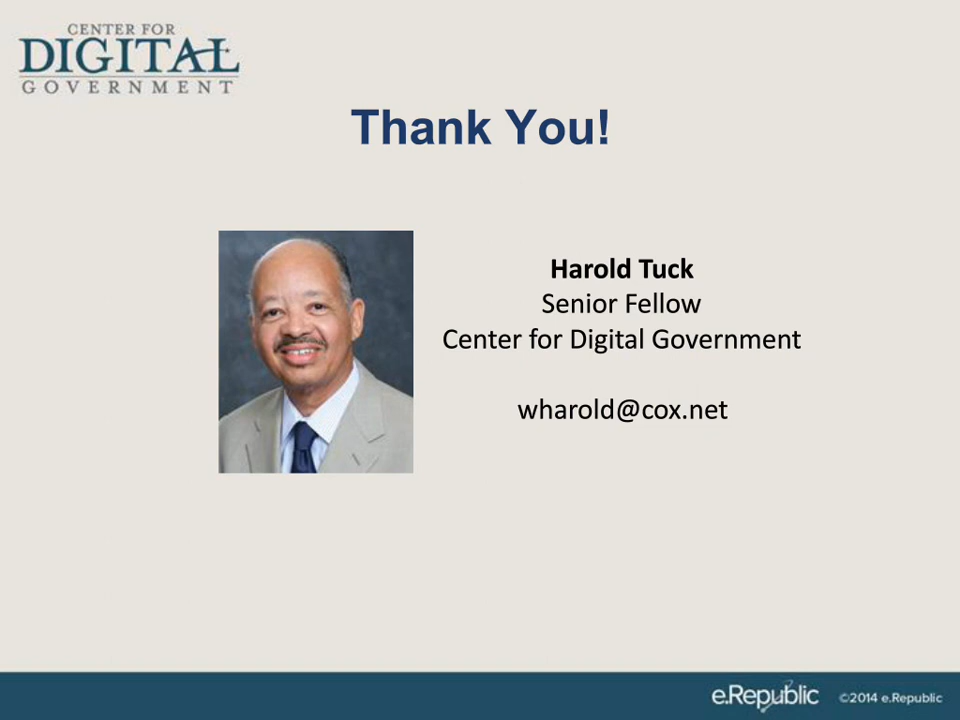 CENTER FOR
DIGITAL
GOVERNMENT
Thank You!
Harold Tuck
Senior Fellow
Center for Digital Government
wharold@cox.net
e.Republic ©2014 e.Republic